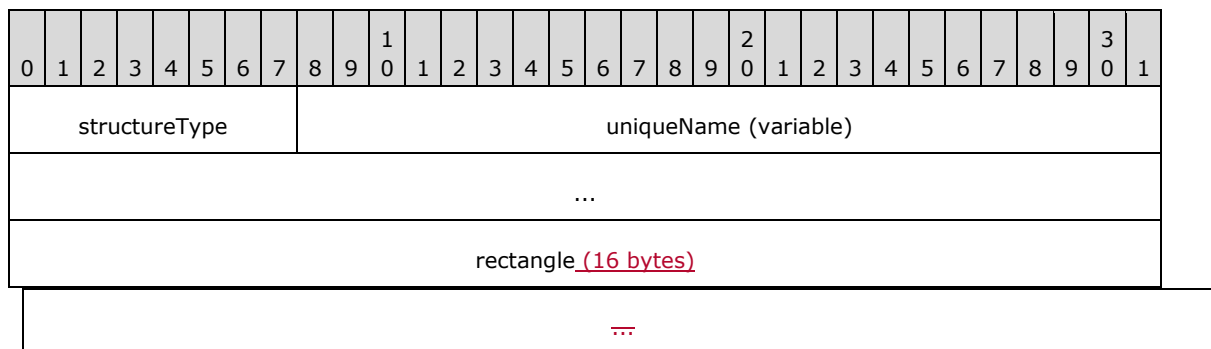 1 2 3
0 1 2 3 4 5 6 7 8 9 0 1 2 3 4 5 6 7 8 9 0 1 2 3 4 5 6 7 8 9 0 1
structureType uniqueName (variable)
...
rectangle (16 bytes)
...